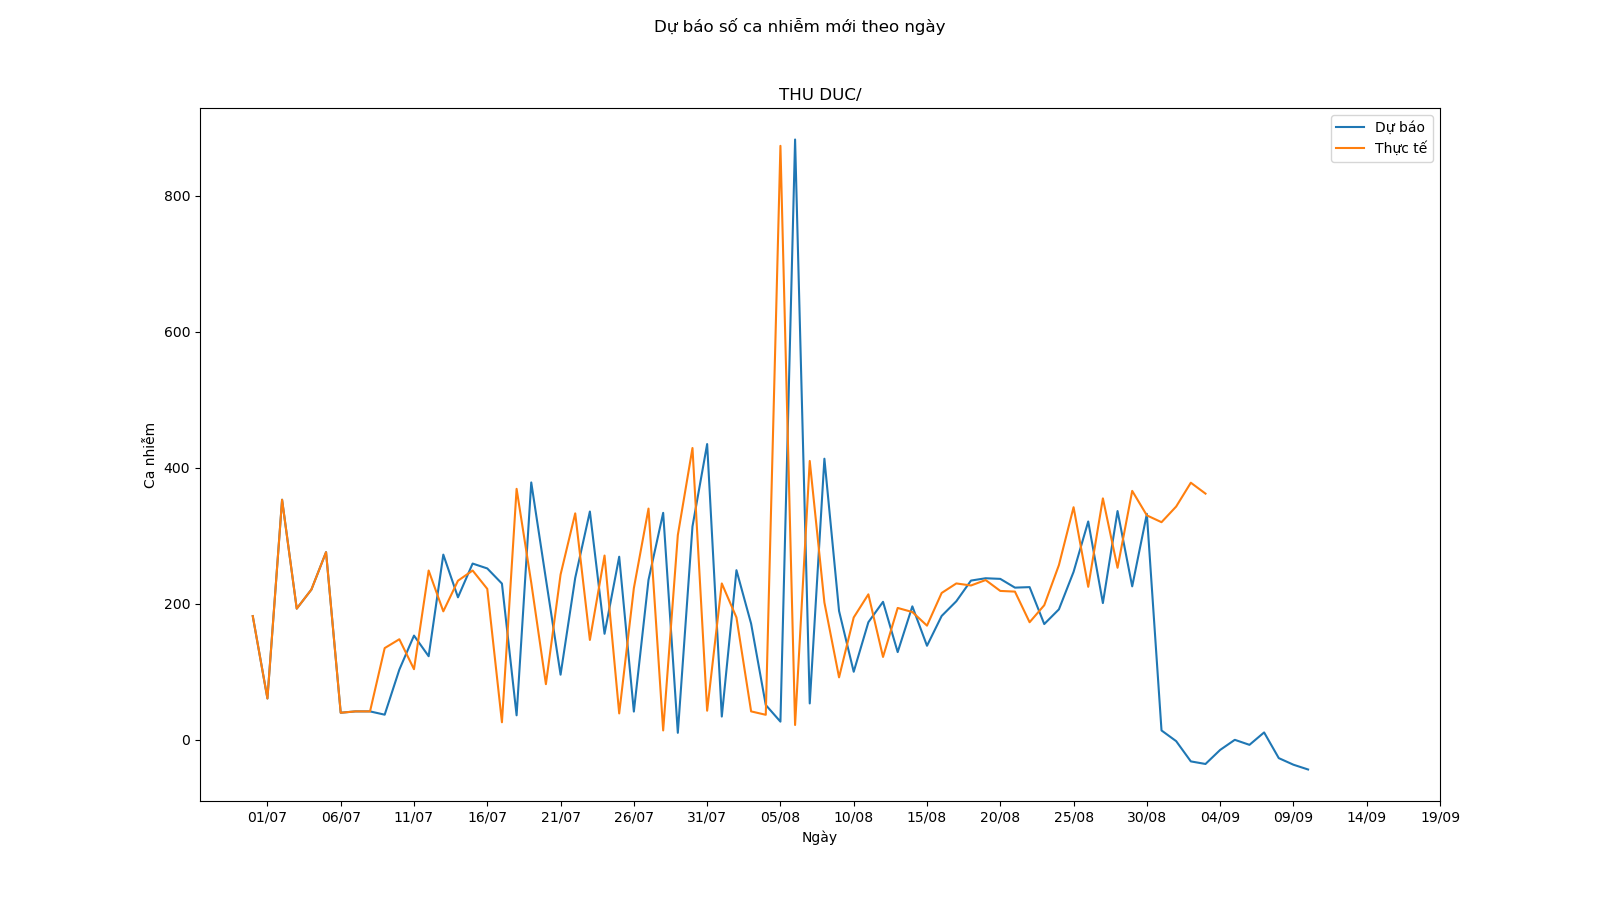 Dự báo số ca nhiễm mới theo ngày
THU DUC/
Dự báo
Thực tế
800
600
400
200
0
Ca nhiễm
01/07 06/07 11/07 16/07 21/07 26/07 31/07 05/08 10/08 15/08 20/08 25/08 30/08 04/09 09/09 14/09 19/09
Ngày